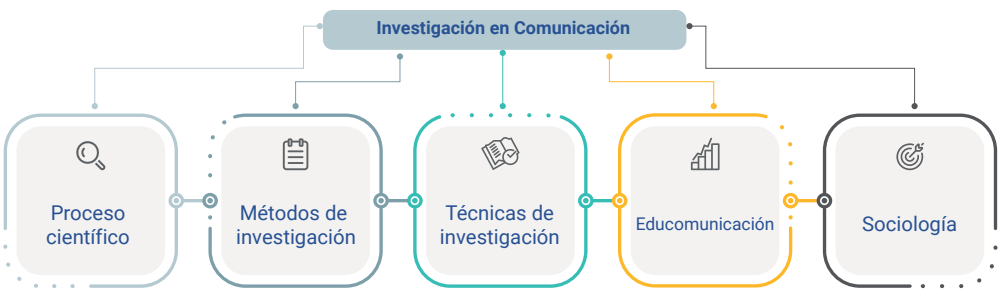 Investigación en Comunicación
Proceso
científico
Métodos de
investigación
Técnicas de
investigación
Educomunicación
Sociología